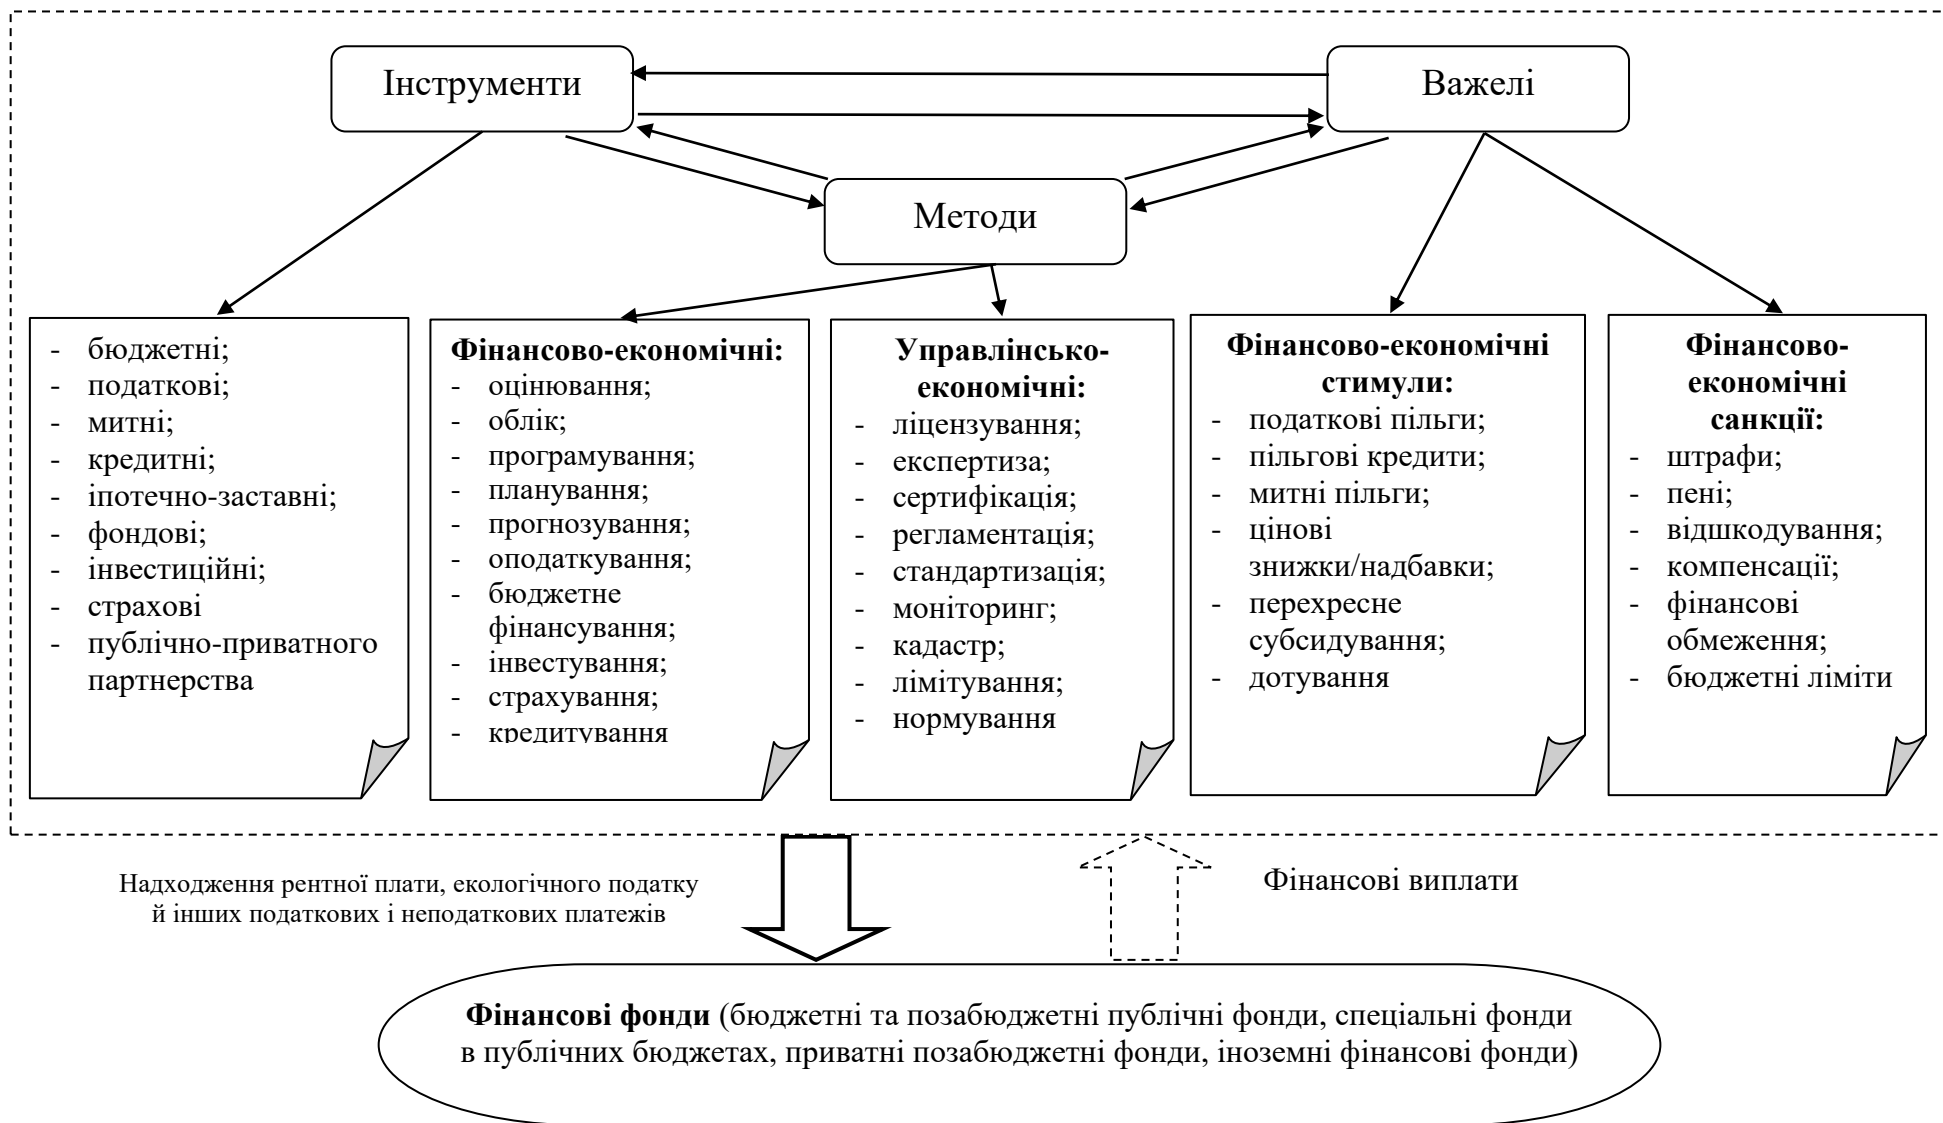 Інструменти
Важелі
Методи
- бюджетні;
- податкові;
- митні;
- кредитні;
- іпотечно-заставні;
- фондові;
- інвестиційні;
- страхові
- публічно-приватного
партнерства
Фінансово-економічні:
- оцінювання;
- облік;
- програмування;
- планування;
- прогнозування;
- оподаткування;
- бюджетне
фінансування;
- інвестування;
- страхування;
- кредитування
Управлінсько-
економічні:
- ліцензування;
- експертиза;
- сертифікація;
- регламентація;
- стандартизація;
- моніторинг;
- кадастр;
- лімітування;
- нормування
Фінансово-економічні
стимули:
- податкові пільги;
- пільгові кредити;
- митні пільги;
- цінові
знижки/надбавки;
- перехресне
субсидування;
- дотування
Фінансово-
економічні
санкції:
- штрафи;
- пені;
- відшкодування;
- компенсації;
- фінансові
обмеження;
- бюджетні ліміти
Надходження рентної плати, екологічного податку
й інших податкових і неподаткових платежів
Фінансові виплати
Фінансові фонди (бюджетні та позабюджетні публічні фонди, спеціальні фонди
в публічних бюджетах, приватні позабюджетні фонди, іноземні фінансові фонди)